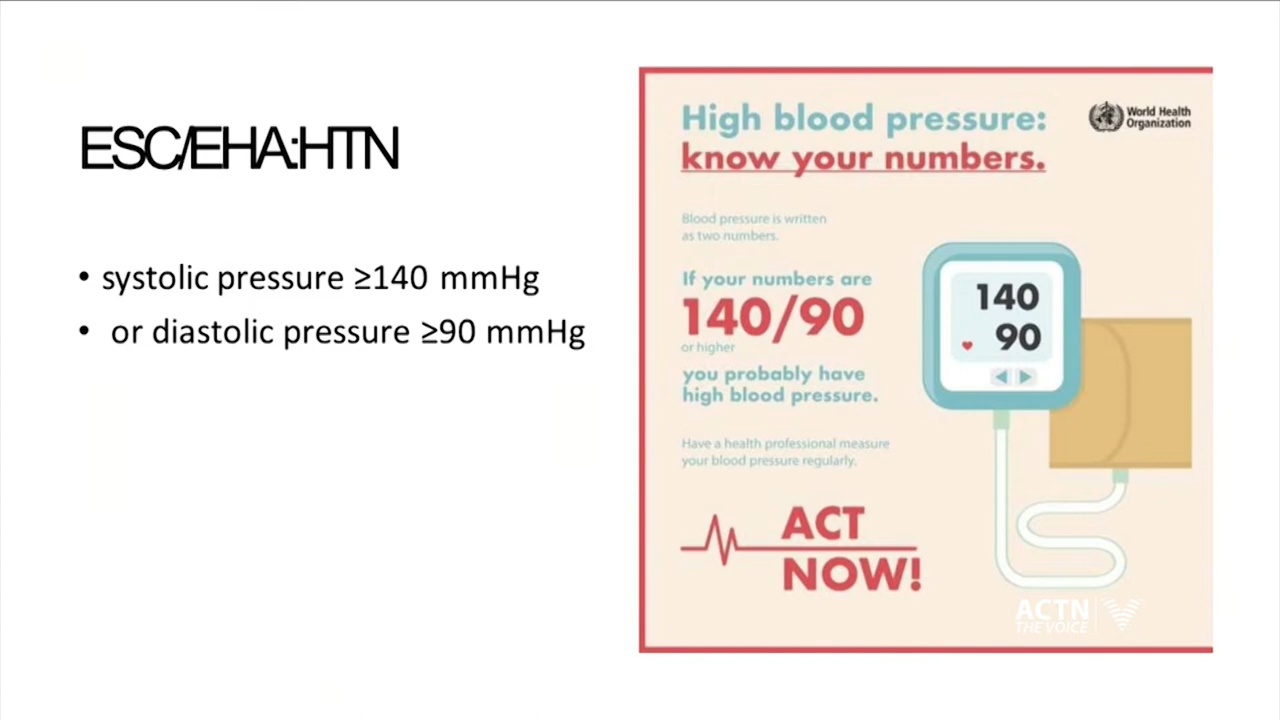 ESC/EHA:HTN
• systolic pressure ≥140 mmHg
• or diastolic pressure ≥90 mmHg
High blood pressure:
know your numbers.
World Health
Organization
Blood pressure is written
as two numbers.
If your numbers are
140/90
or higher
you probably have
high blood pressure.
Have a health professional measure
your blood pressure regularly.
ACT
NOW!
140
90
ACTN
THE VOICE